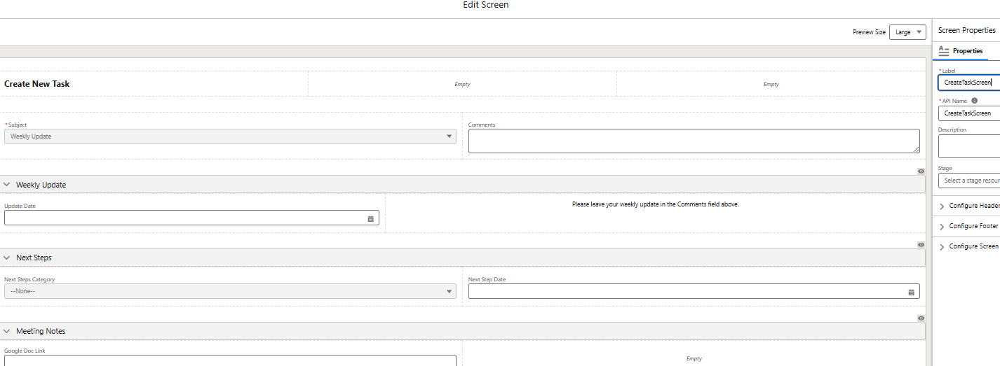 Edit Screen
Preview Size Large
Screen Properties
Properties
Create New Task
Empty
Empty
* Label
CreateTaskScreen
* API Name
CreateTaskScreen
* Subject
Weekly Update
Comments
Description
Stage
Select a stage resour
Weekly Update
Update Date
Please leave your weekly update in the Comments field above.
Configure Header
Configure Footer
Configure Screen
Next Steps
Next Steps Category
--None--
Next Step Date
Meeting Notes
Google Doc Link
Empty